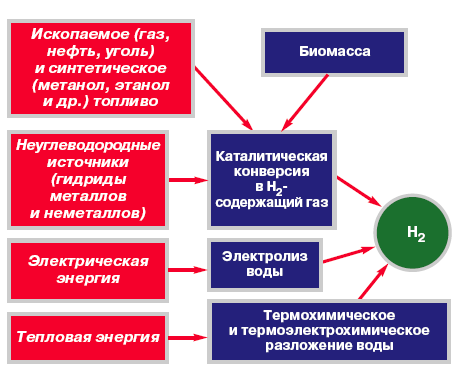 Ископаемое (газ,
нефть, уголь)
и синтетическое
(метанол, этанол
и др.) топливо
Биомасса
Неуглеводородные
источники
(гидриды
металлов
и неметаллов)
Каталитическая
конверсия
в H₂-
содержащий газ
H₂
Электрическая
энергия
Электролиз
воды
Тепловая энергия
Термохимическое
и термоэлектрохимическое
разложение воды